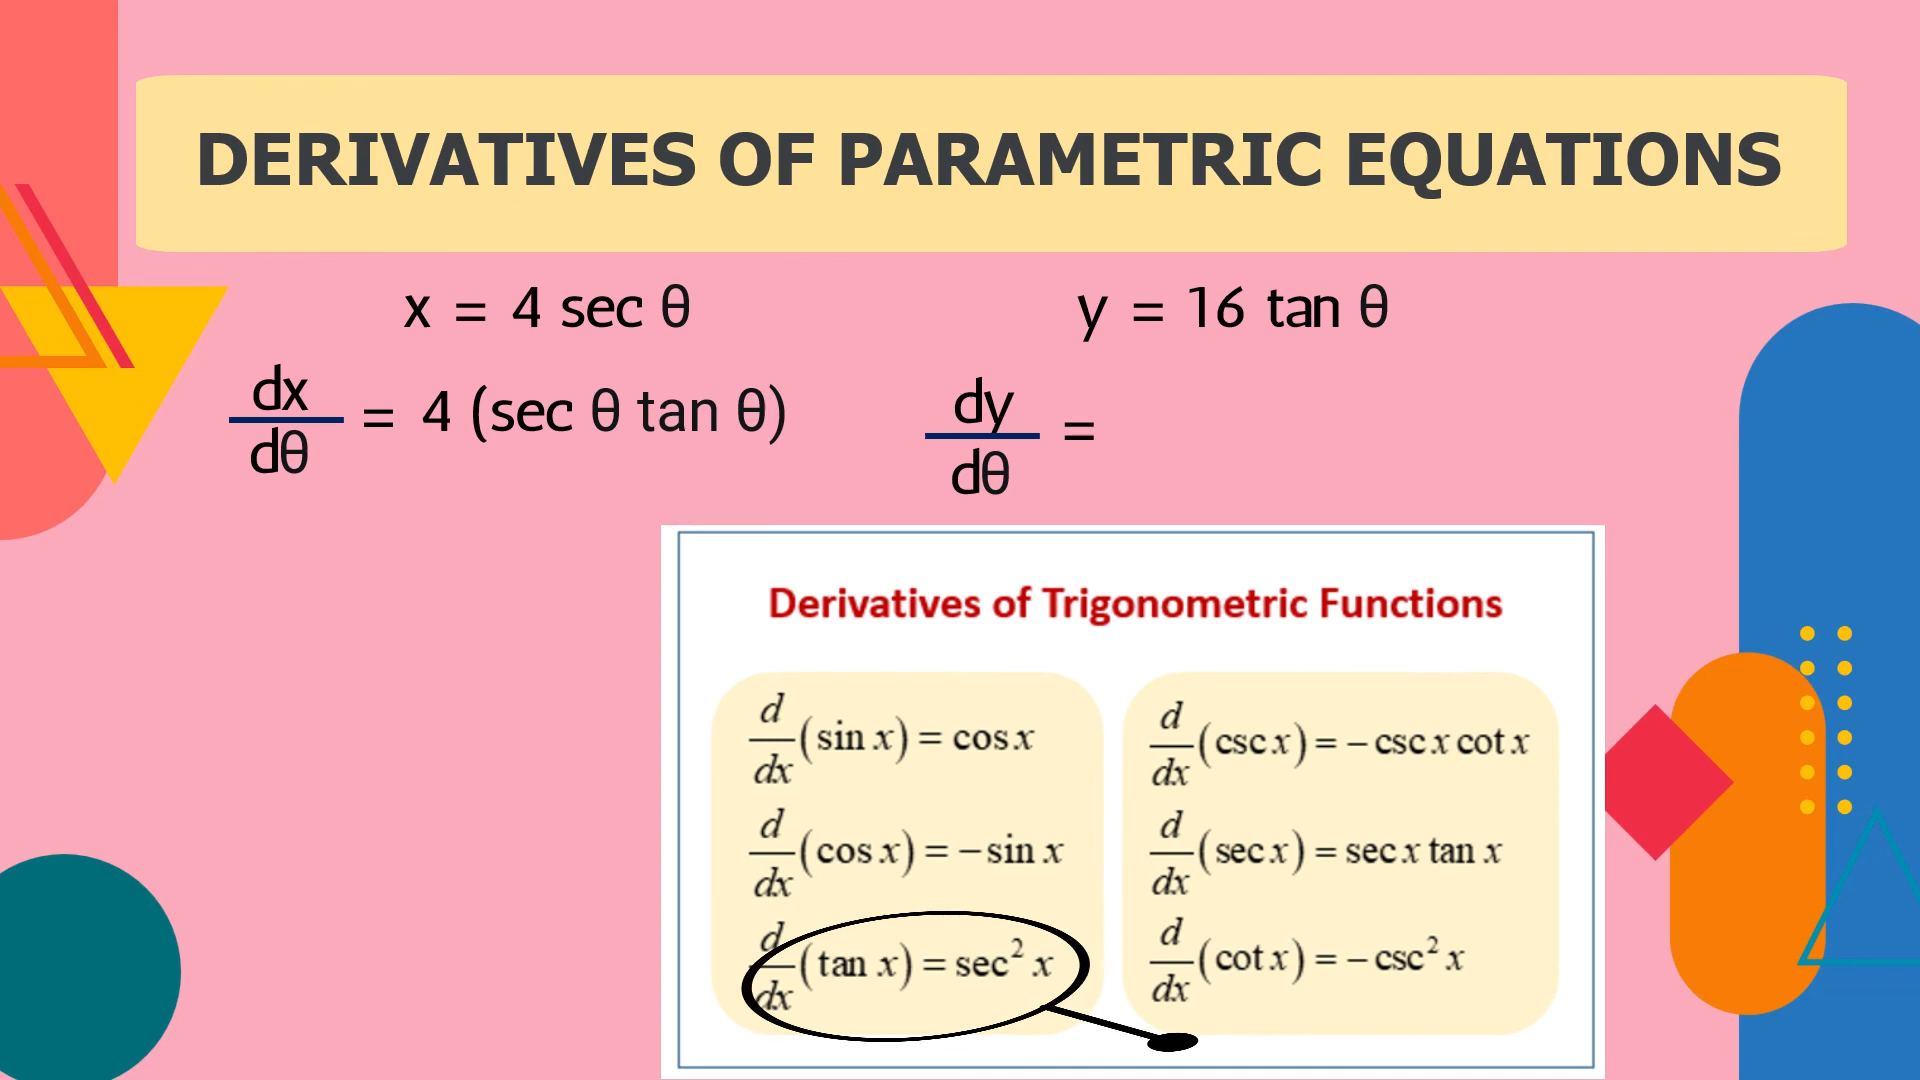 DERIVATIVES OF PARAMETRIC EQUATIONS
x = 4 sec θ
y = 16 tan θ
dx/dθ = 4 (sec θ tan θ)
dy/dθ =
Derivatives of Trigonometric Functions
d/dx (sin x) = cos x
d/dx (cos x) = − sin x
d/dx (tan x) = sec² x
d/dx (csc x) = − csc x cot x
d/dx (sec x) = sec x tan x
d/dx (cot x) = − csc² x